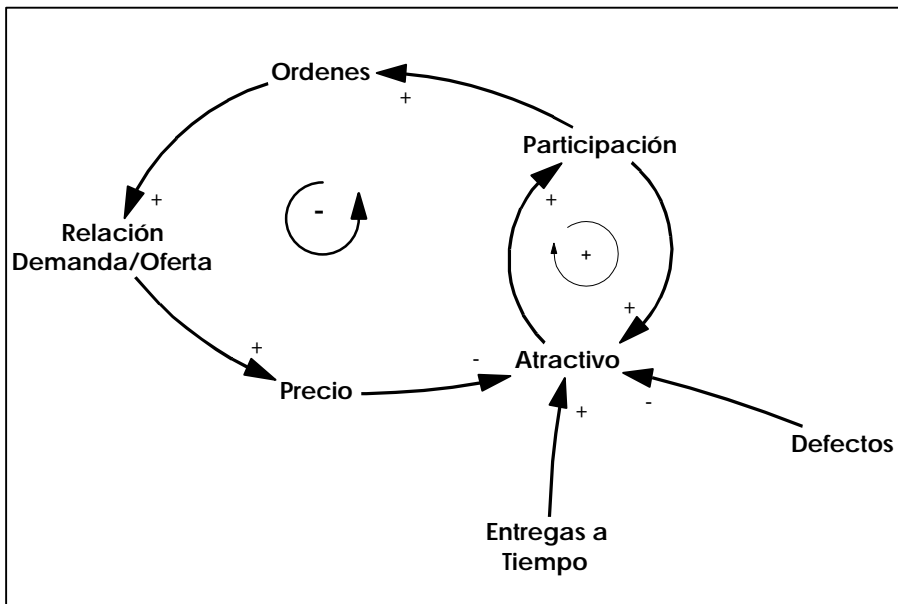 Ordenes
+
Participación
+
+
-
+
Relación
Demanda/Oferta
+
+
-
Atractivo
Precio
+
-
Defectos
Entregas a
Tiempo